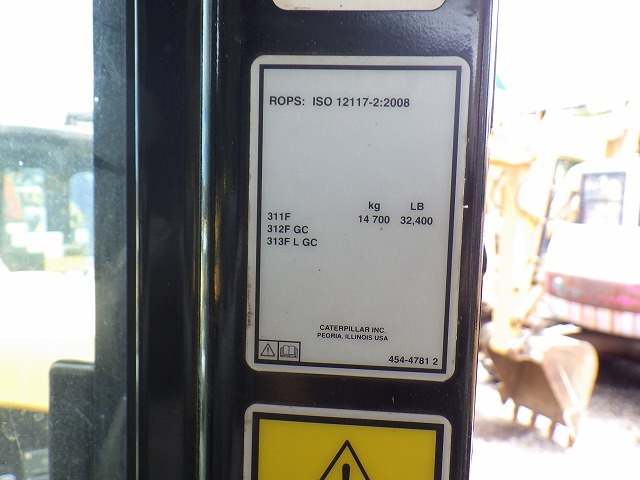 ROPS: ISO 12117-2:2008
kg LB
311F 14 700 32,400
312F GC
313F L GC
CATERPILLAR INC.
PEORIA, ILLINOIS USA
454-4781 2